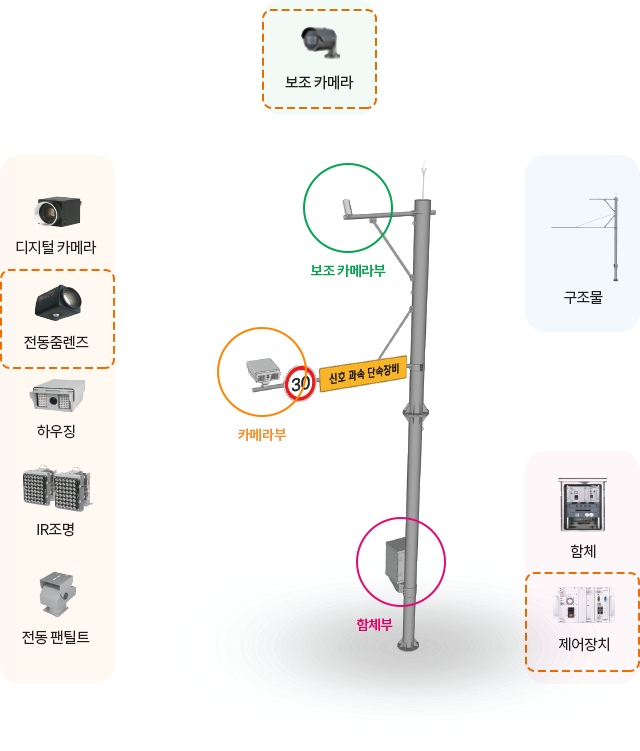 보조 카메라
디지털 카메라
전동줌렌즈
하우징
IR조명
전동 팬틸트
보조 카메라부
30
신호 과속 단속장비
카메라부
함체부
구조물
함체
제어장치